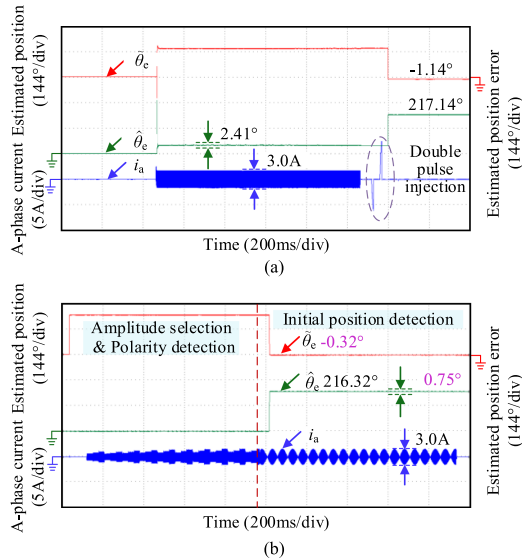 Estimated position
(144°/div)
A-phase current
(5A/div)
θ̃e
θ̂e
ia
2.41°
3.0A
-1.14°
217.14°
Double
pulse
injection
Estimated position error
(144°/div)
Time (200ms/div)
(a)
Estimated position
(144°/div)
A-phase current
(5A/div)
Amplitude selection
& Polarity detection
Initial position detection
θ̃e -0.32°
θ̂e 216.32°
0.75°
ia
3.0A
Estimated position error
(144°/div)
Time (200ms/div)
(b)